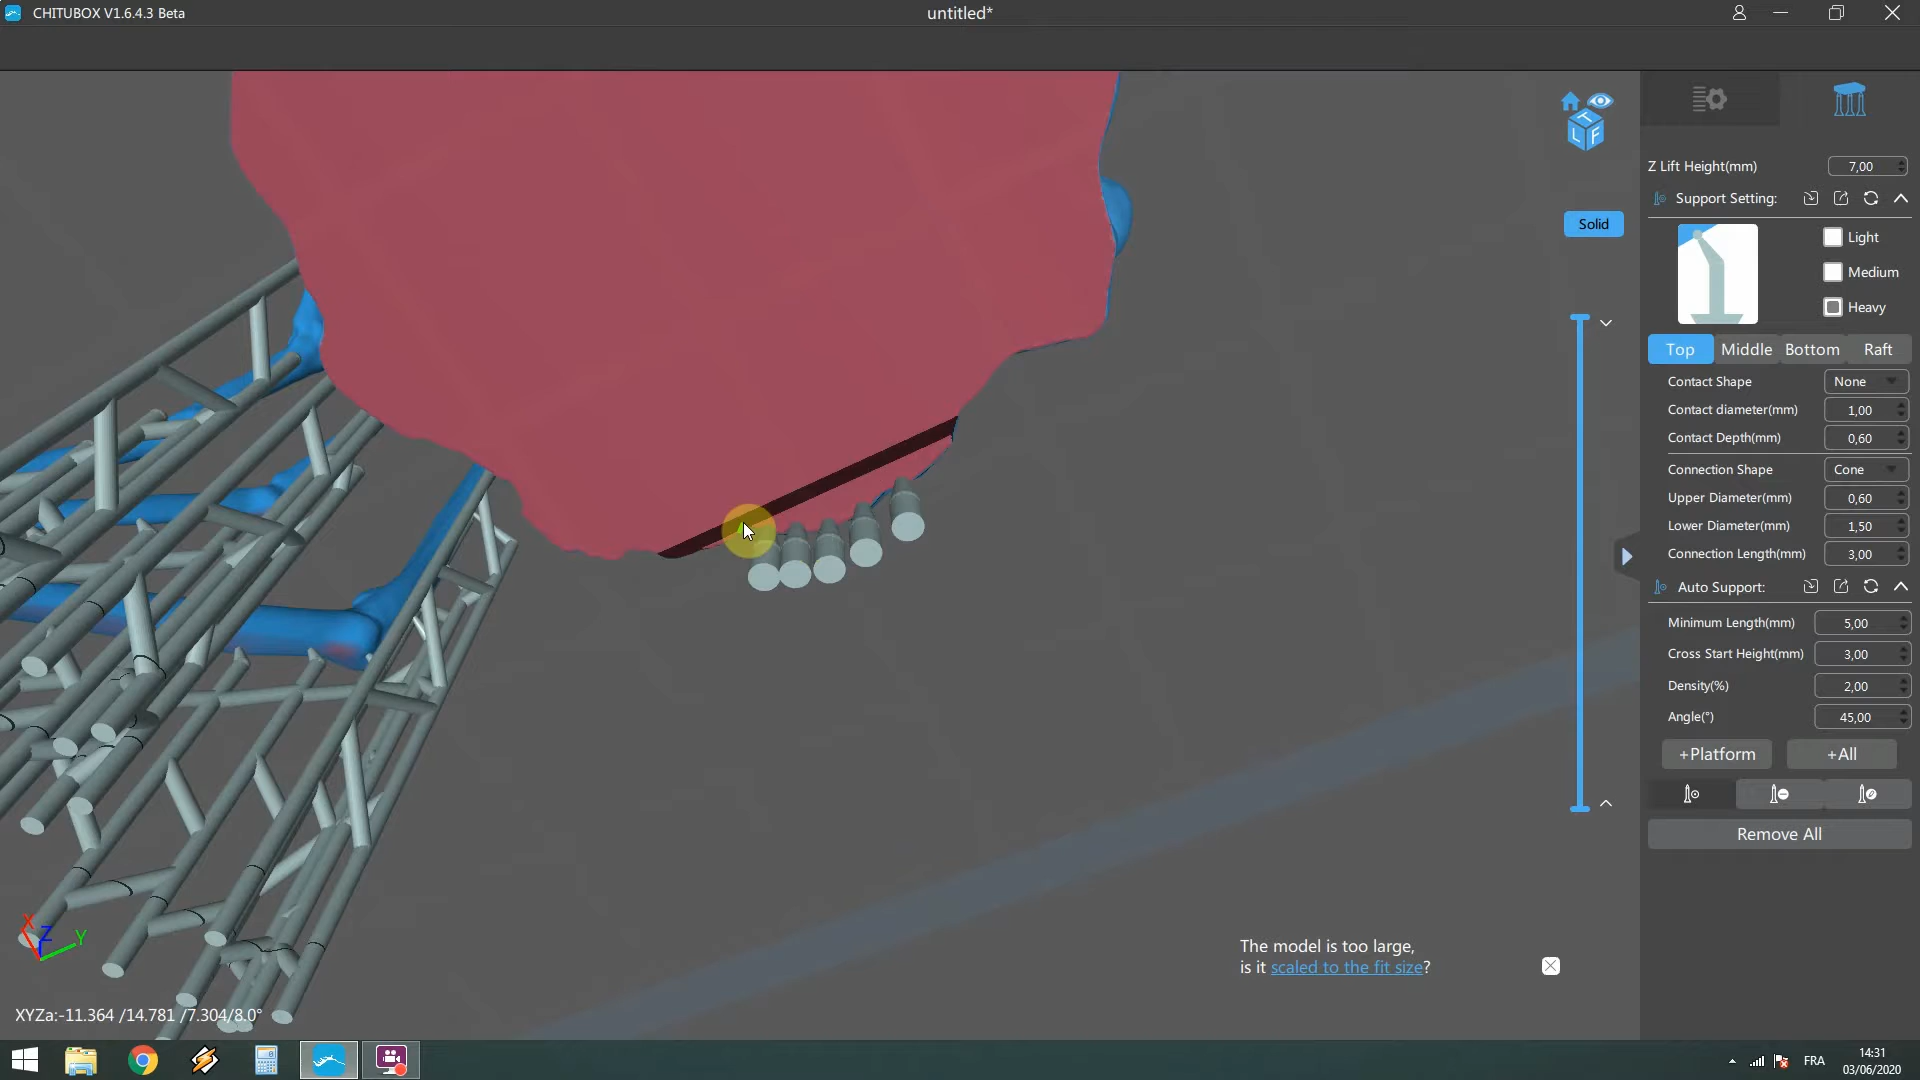 CHITUBOX V1.6.4.3 Beta
untitled*
Z Lift Height(mm) 7,00
Support Setting:
Light
Medium
Heavy
Solid
T
L F
Top Middle Bottom Raft
Contact Shape None
Contact diameter(mm) 1,00
Contact Depth(mm) 0,60
Connection Shape Cone
Upper Diameter(mm) 0,60
Lower Diameter(mm) 1,50
Connection Length(mm) 3,00
Auto Support:
Minimum Length(mm) 5,00
Cross Start Height(mm) 3,00
Density(%) 2,00
Angle(°) 45,00
+Platform +All
Remove All
X Z Y
The model is too large,
is it scaled to the fit size?
XYZa:-11.364 /14.781 /7.304/8.0°
FRA
14:31
03/06/2020